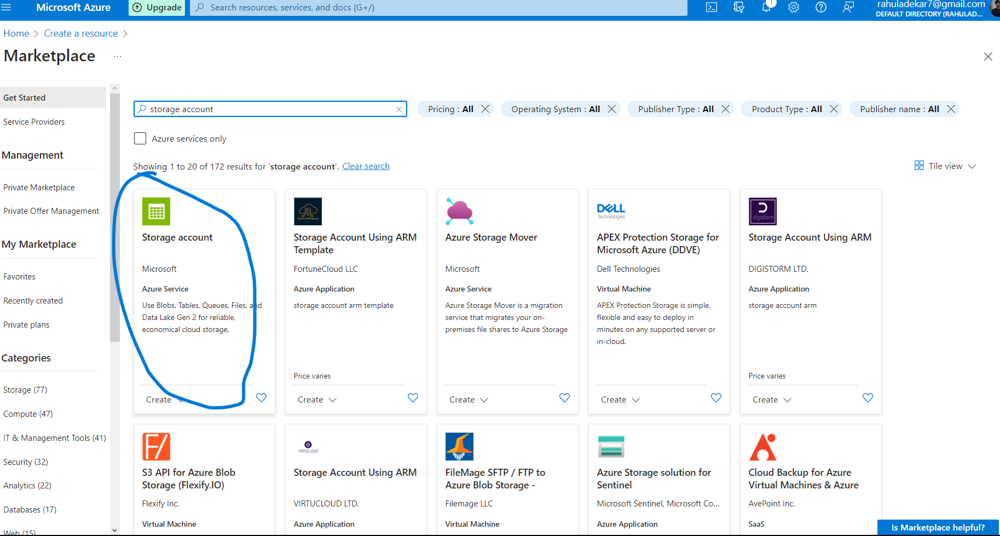 Microsoft Azure
Upgrade
Search resources, services, and docs (G+/)
1
rahuladekar7@gmail.com
DEFAULT DIRECTORY (RAHULAD...
Home > Create a resource >
Marketplace ...
Get Started
Service Providers
Management
Private Marketplace
Private Offer Management
My Marketplace
Favorites
Recently created
Private plans
Categories
Storage (77)
Compute (47)
IT & Management Tools (41)
Security (32)
Analytics (22)
Databases (17)
Web (15)
storage account
Pricing : All
Operating System : All
Publisher Type : All
Product Type : All
Publisher name : All
Azure services only
Showing 1 to 20 of 172 results for 'storage account'. Clear search
Tile view
Storage account
Microsoft
Azure Service
Use Blobs, Tables, Queues, Files, and
Data Lake Gen 2 for reliable,
economical cloud storage.
Create
FortuneCloud
Storage Account Using ARM
Template
FortuneCloud LLC
Azure Application
storage account arm template
Price varies
Create
Azure Storage Mover
Microsoft
Azure Service
Azure Storage Mover is a migration
service that migrates your on-
premises file shares to Azure Storage
Create
DELL
Technologies
APEX Protection Storage for
Microsoft Azure (DDVE)
Dell Technologies
Virtual Machine
APEX Protection Storage is simple,
flexible and easy to deploy in
minutes on any supported server or
in-cloud.
Create
digistorm
Storage Account Using ARM
DIGISTORM LTD.
Azure Application
storage account arm
Price varies
Create
F/
S3 API for Azure Blob
Storage (Flexify.IO)
Flexify Inc.
Virtual Machine
VIRTUCLOUD
Storage Account Using ARM
VIRTUCLOUD LTD.
Azure Application
FileMage SFTP / FTP to
Azure Blob Storage -
Filemage LLC
Virtual Machine
Azure Storage solution for
Sentinel
Microsoft Sentinel, Microsoft Co...
Azure Application
Cloud Backup for Azure
Virtual Machines & Azure
AvePoint Inc.
SaaS
Is Marketplace helpful?